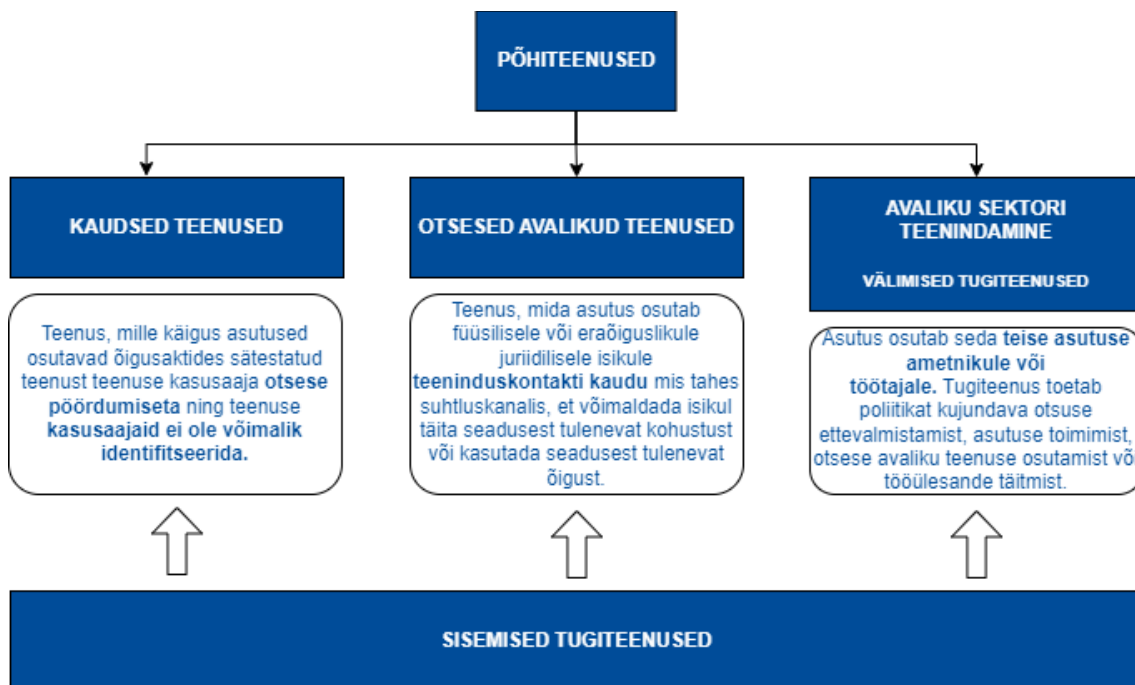 PÕHITEENUSED
KAUDSED TEENUSED
Teenus, mille käigus asutused
osutavad õigusaktides sätestatud
teenust teenuse kasusaaja otsese
pöördumiseta ning teenuse
kasusaajaid ei ole võimalik
identifitseerida.
OTSESED AVALIKUD TEENUSED
Teenus, mida asutus osutab
füüsilisele või eraõiguslikule
juriidilisele isikule
teeninduskontakti kaudu mis tahes
suhtluskanalis, et võimaldada isikul
täita seadusest tulenevat kohustust
või kasutada seadusest tulenevat
õigust.
AVALIKU SEKTORI
TEENINDAMINE
VÄLIMISED TUGITEENUSED
Asutus osutab seda teise asutuse
ametnikule või
töötajale. Tugiteenus toetab
poliitikat kujundava otsuse
ettevalmistamist, asutuse toimimist,
otsese avaliku teenuse osutamist või
tööülesande täitmist.
SISEMISED TUGITEENUSED